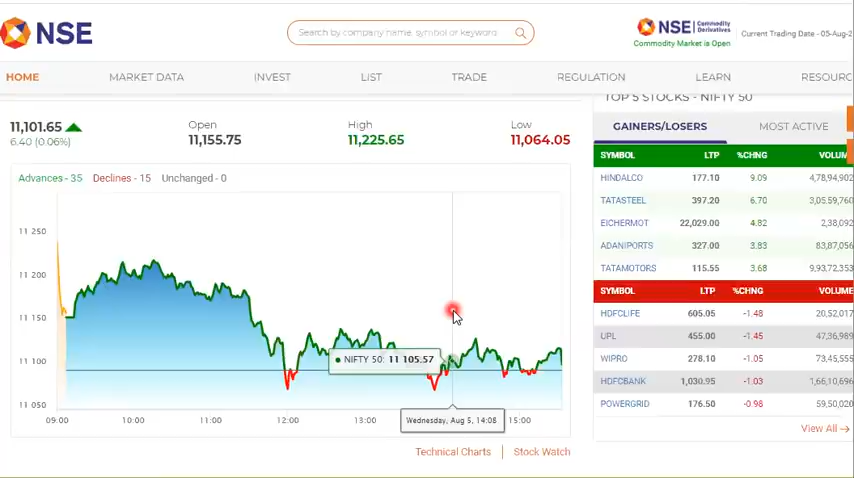 NSE
Search by company name, symbol or keyword
NSE Commodity Derivatives
Commodity Market is Open
Current Trading Date - 05-Aug-2
HOME MARKET DATA INVEST LIST TRADE REGULATION LEARN RESOURC
TOP 5 STOCKS - NIFTY 50
11,101.65
6.40 (0.06%)
Open
11,155.75
High
11,225.65
Low
11,064.05
GAINERS/LOSERS MOST ACTIVE
Advances - 35 Declines - 15 Unchanged - 0
11 250
11 200
11 150
11 100
11 050
NIFTY 50: 11 105.57
09:00 10:00 11:00 12:00 13:00 15:00
Wednesday, Aug 5, 14:08
Technical Charts Stock Watch
SYMBOL LTP %CHNG VOLUM
HINDALCO 177.10 9.09 4,78,94,902
TATASTEEL 397.20 6.70 3,05,59,760
EICHERMOT 22,029.00 4.82 2,38,092
ADANIPORTS 327.00 3.83 83,87,056
TATAMOTORS 115.55 3.68 9,93,72,353
SYMBOL LTP %CHNG VOLUME
HDFCLIFE 605.05 -1.48 20,52,017
UPL 455.00 -1.45 47,36,989
WIPRO 278.10 -1.05 73,45,555
HDFCBANK 1,030.95 -1.03 1,66,10,696
POWERGRID 176.50 -0.98 59,50,020
View All